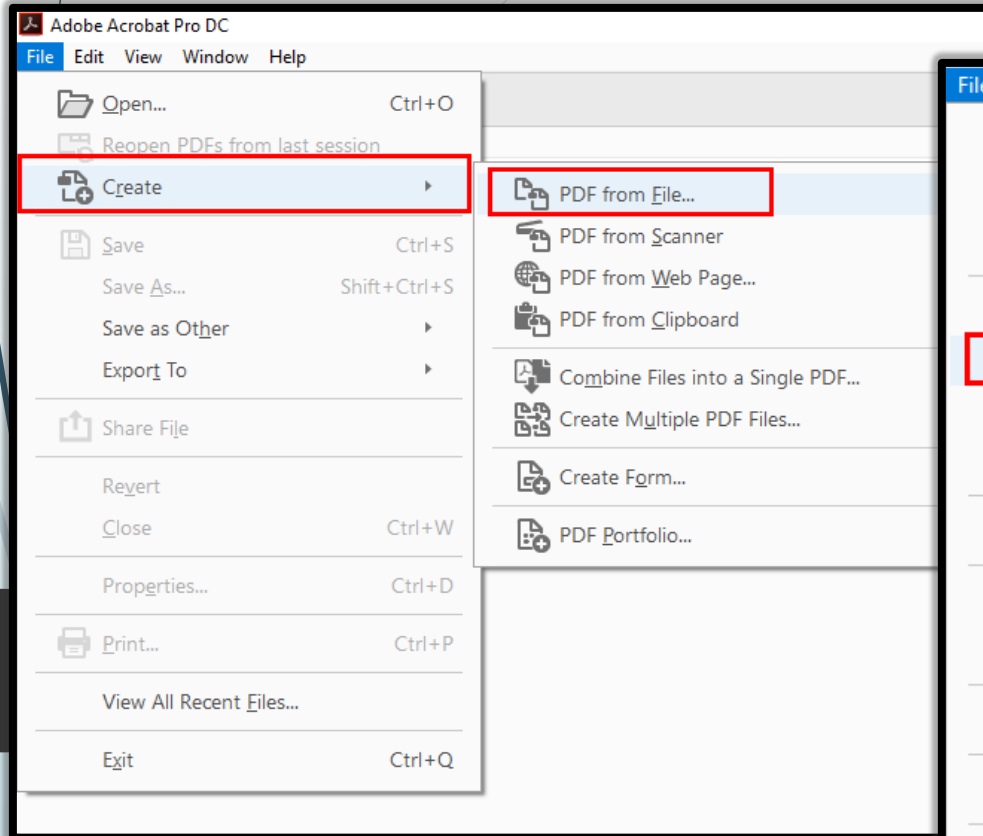 Adobe Acrobat Pro DC
File Edit View Window Help
Open... Ctrl+O
Reopen PDFs from last session
Create
Save Ctrl+S
Save As... Shift+Ctrl+S
Save as Other
Export To
Share File
Revert
Close Ctrl+W
Properties... Ctrl+D
Print... Ctrl+P
View All Recent Files...
Exit Ctrl+Q
PDF from File...
PDF from Scanner
PDF from Web Page...
PDF from Clipboard
Combine Files into a Single PDF...
Create Multiple PDF Files...
Create Form...
PDF Portfolio...